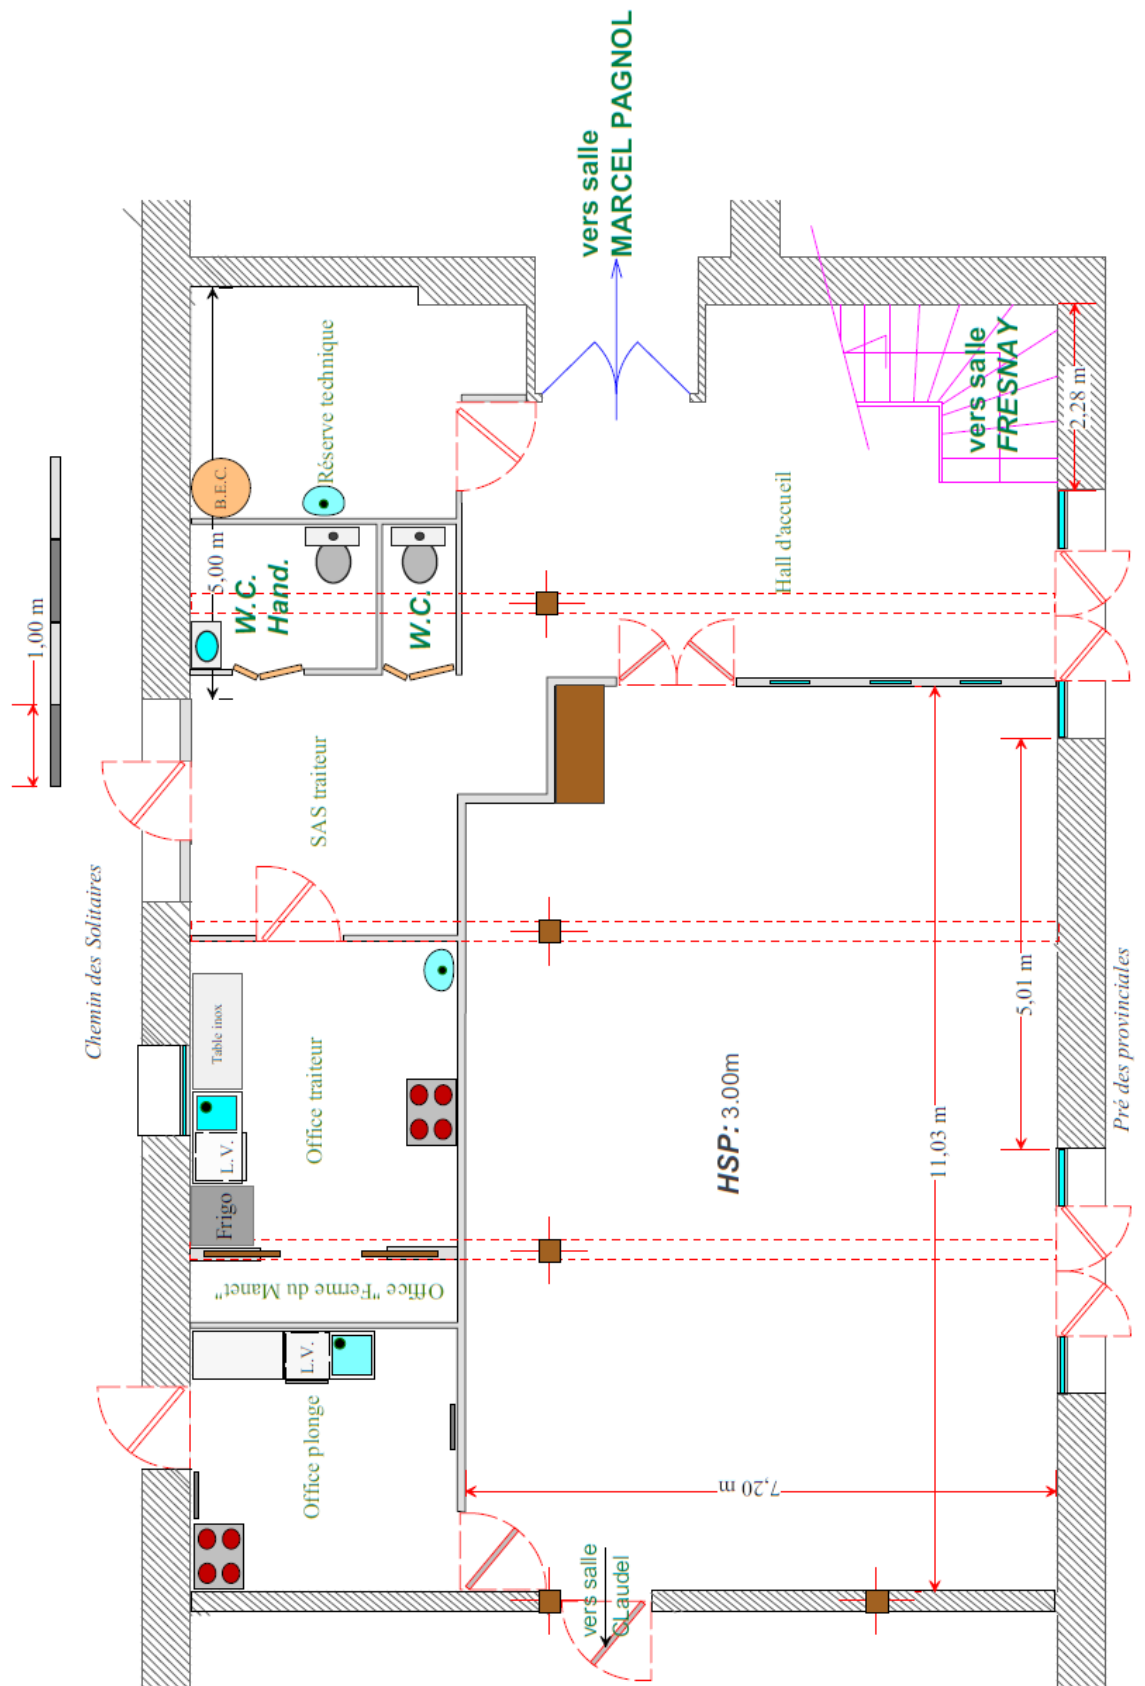 vers salle
MARCEL PAGNOL
Réserve technique
B.E.C.
5,00 m
W.C.
Hand.
W.C.
vers salle
FRESNAY
2,28 m
Hall d'accueil
1,00 m
SAS traiteur
Chemin des Solitaires
Table inox
Office traiteur
L.V.
Frigo
Office "Ferme du Manet"
HSP: 3.00m
5,01 m
11,03 m
Pré des provinciales
L.V.
Office plonge
7,20 m
vers salle
CLaudel